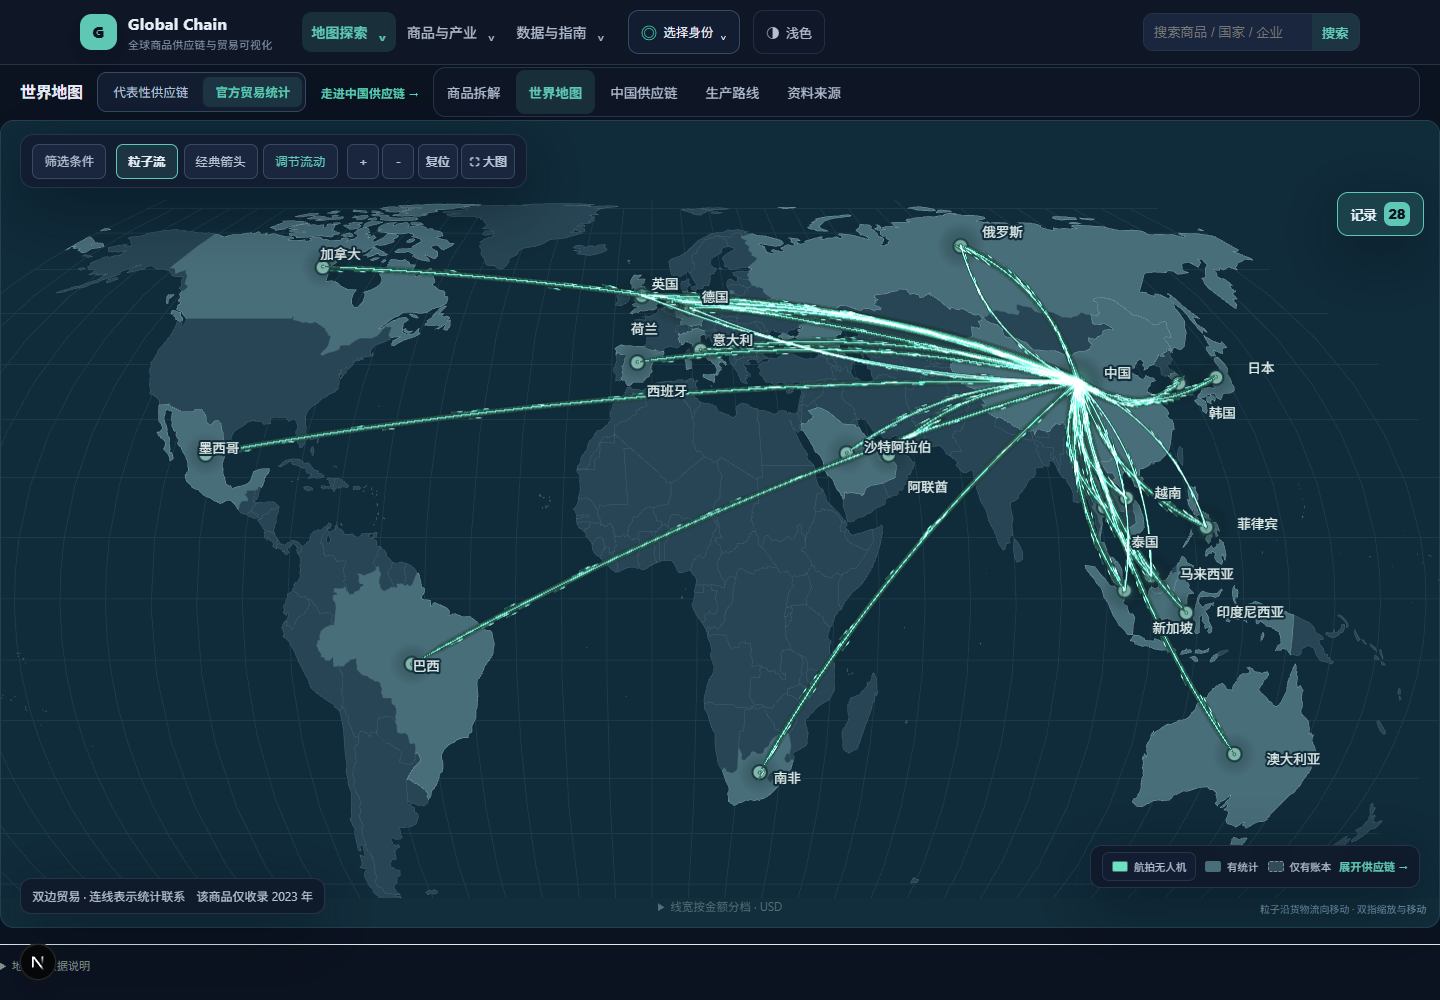 G
Global Chain
全球商品供应链与贸易可视化
地图探索
商品与产业
数据与指南
选择身份
浅色
搜索商品 / 国家 / 企业
搜索
世界地图
代表性供应链
官方贸易统计
走进中国供应链 →
商品拆解
世界地图
中国供应链
生产路线
资料来源
筛选条件
粒子流
经典箭头
调节流动
+
-
复位
大图
记录 28
俄罗斯
加拿大
英国
德国
荷兰
意大利
中国
日本
西班牙
韩国
墨西哥
沙特阿拉伯
阿联酋
越南
菲律宾
泰国
马来西亚
印度尼西亚
新加坡
巴西
澳大利亚
南非
航拍无人机
有统计
仅有账本
展开供应链 →
双边贸易 · 连线表示统计联系 该商品仅收录 2023 年
▶ 线宽按金额分档 · USD
粒子沿货物流向移动 · 双指缩放与移动
N
▶ 地
据说明